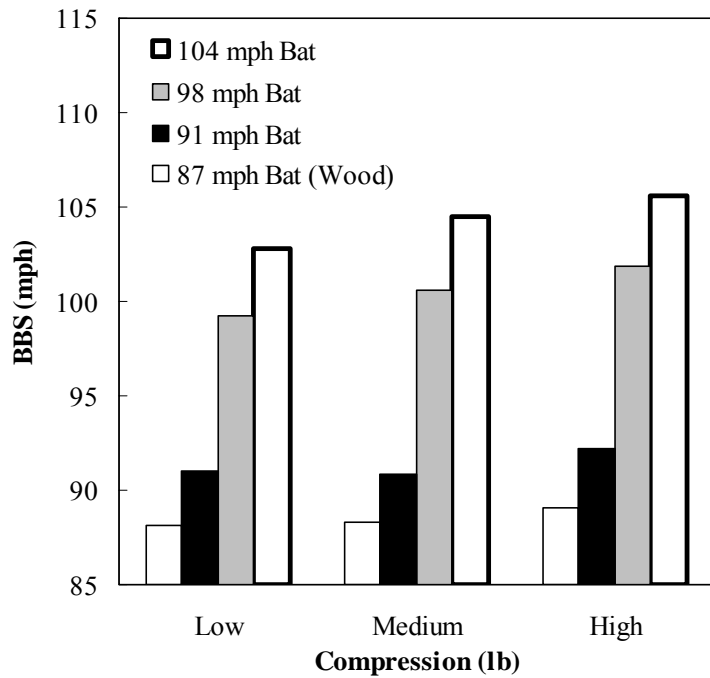 115
110
105
100
95
90
85
BBS (mph)
104 mph Bat
98 mph Bat
91 mph Bat
87 mph Bat (Wood)
Low Medium High
Compression (lb)